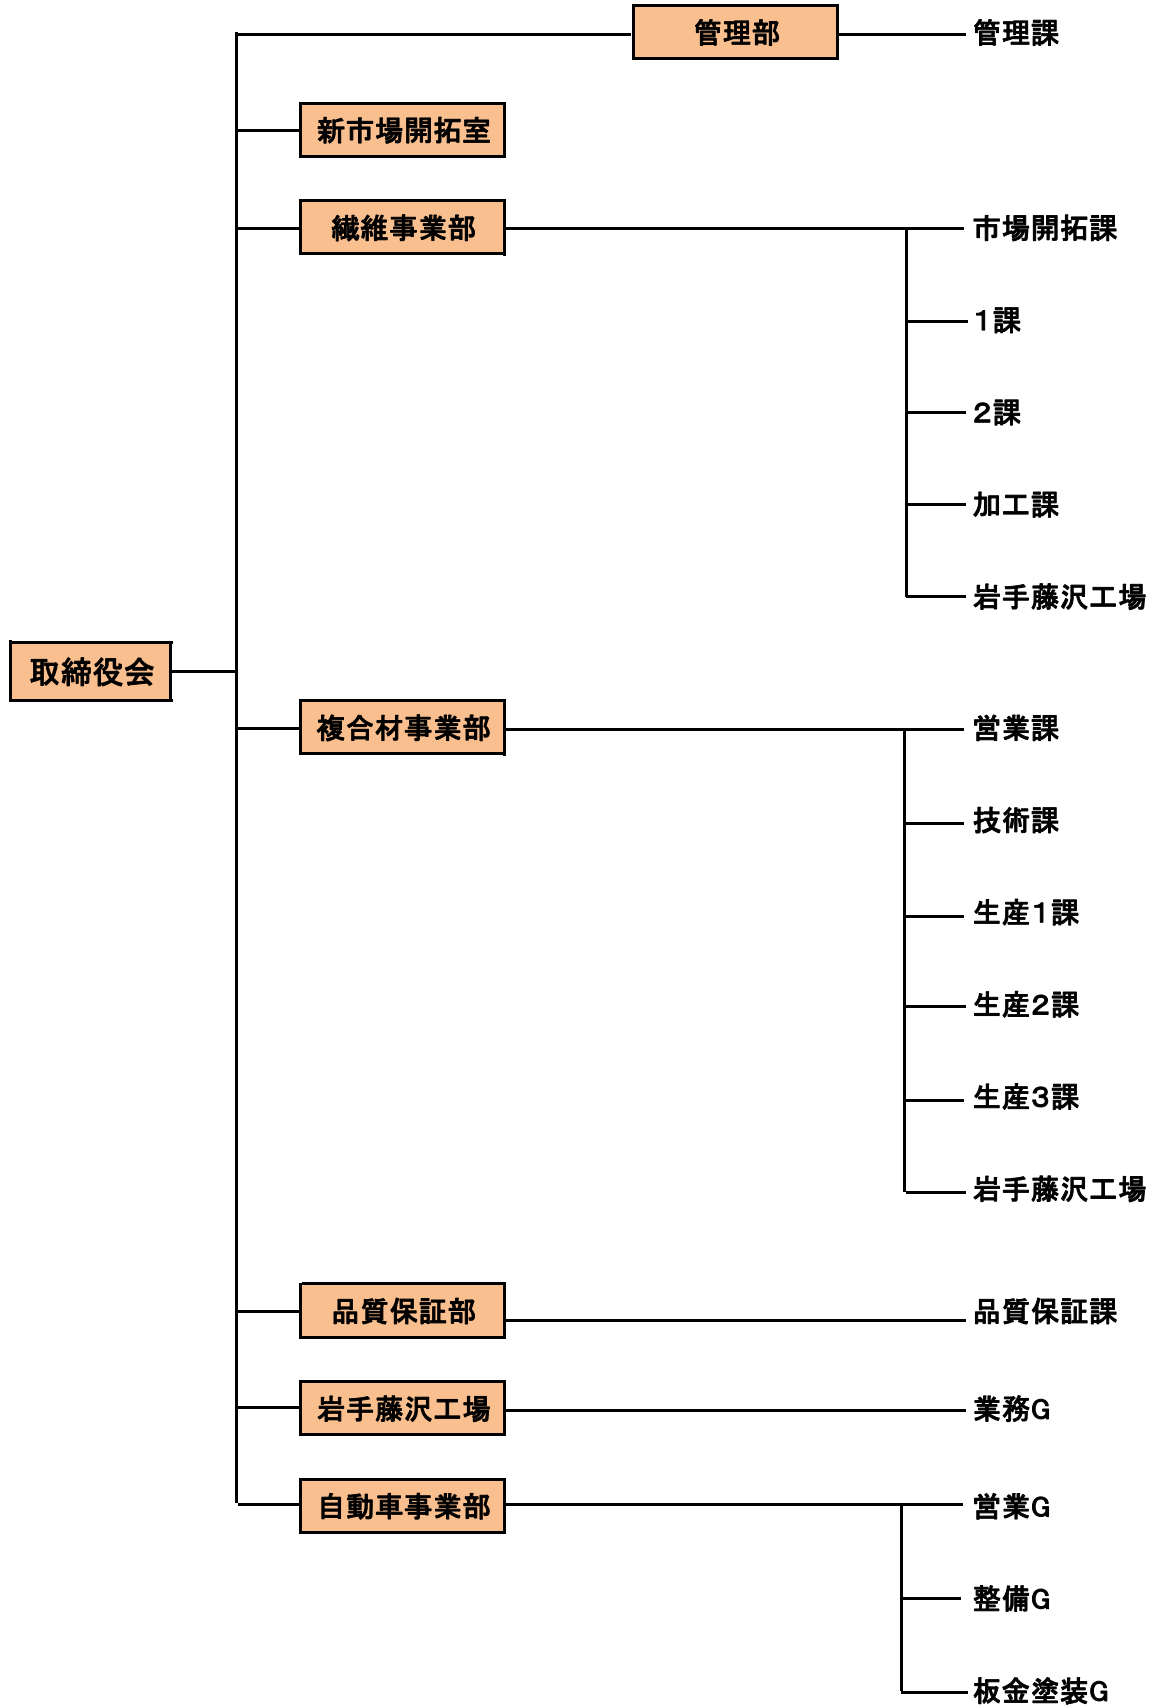 管理部
管理課
新市場開拓室
繊維事業部
市場開拓課
１課
２課
加工課
岩手藤沢工場
取締役会
複合材事業部
営業課
技術課
生産１課
生産２課
生産３課
岩手藤沢工場
品質保証部
品質保証課
岩手藤沢工場
業務G
自動車事業部
営業G
整備G
板金塗装G